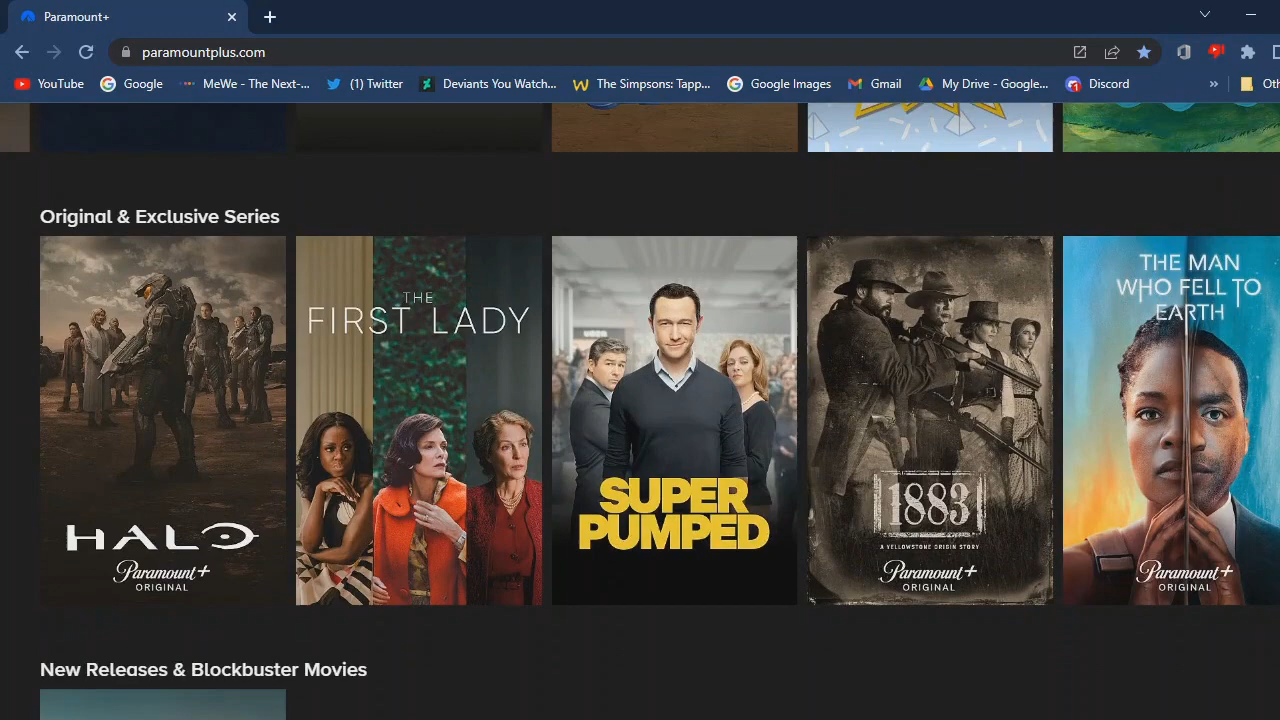 Paramount+
paramountplus.com
YouTube
Google
MeWe - The Next-...
(1) Twitter
Deviants You Watch...
The Simpsons: Tapp...
Google Images
Gmail
My Drive - Google...
Discord
»
Oth
Original & Exclusive Series
HALO
Paramount+
ORIGINAL
THE
FIRST LADY
SUPER
PUMPED
1883
A YELLOWSTONE ORIGIN STORY
Paramount+
ORIGINAL
THE MAN
WHO FELL TO
EARTH
Paramount+
ORIGINAL
New Releases & Blockbuster Movies